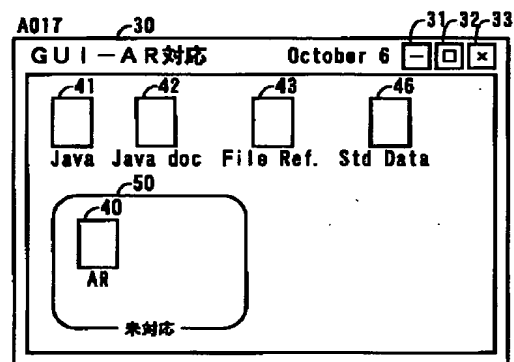 A017 30 31 32 33
GUI-AR対応 October 6
41 42 43 46
Java Java doc File Ref. Std Data
50
40
AR
未対応